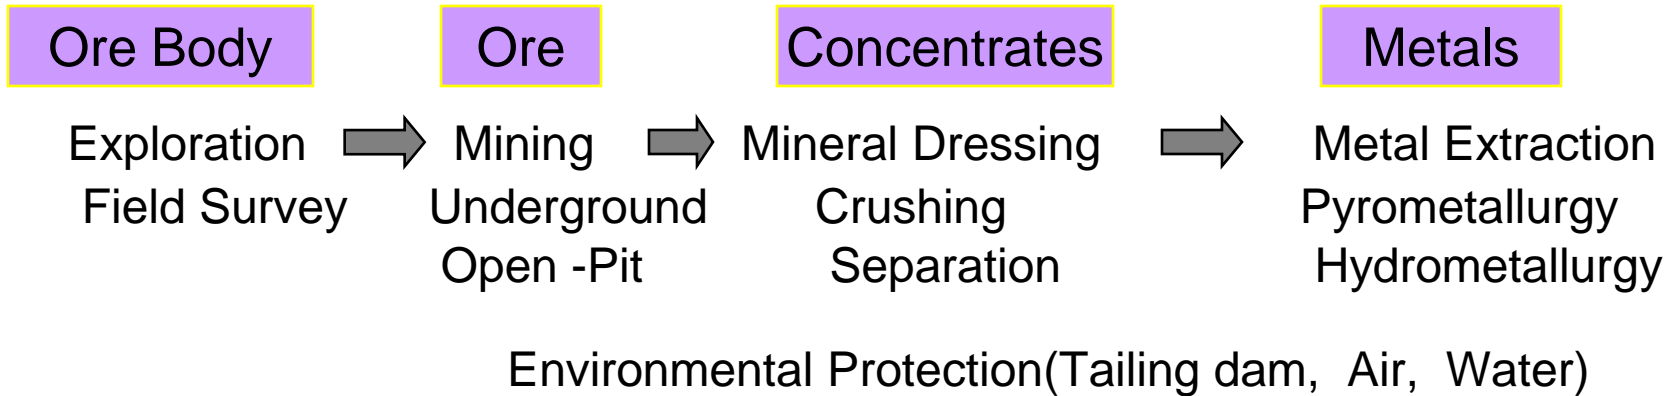 Ore Body Ore Concentrates Metals
Exploration Mining Mineral Dressing Metal Extraction
Field Survey Underground Crushing Pyrometallurgy
Open -Pit Separation Hydrometallurgy
Environmental Protection(Tailing dam, Air, Water)